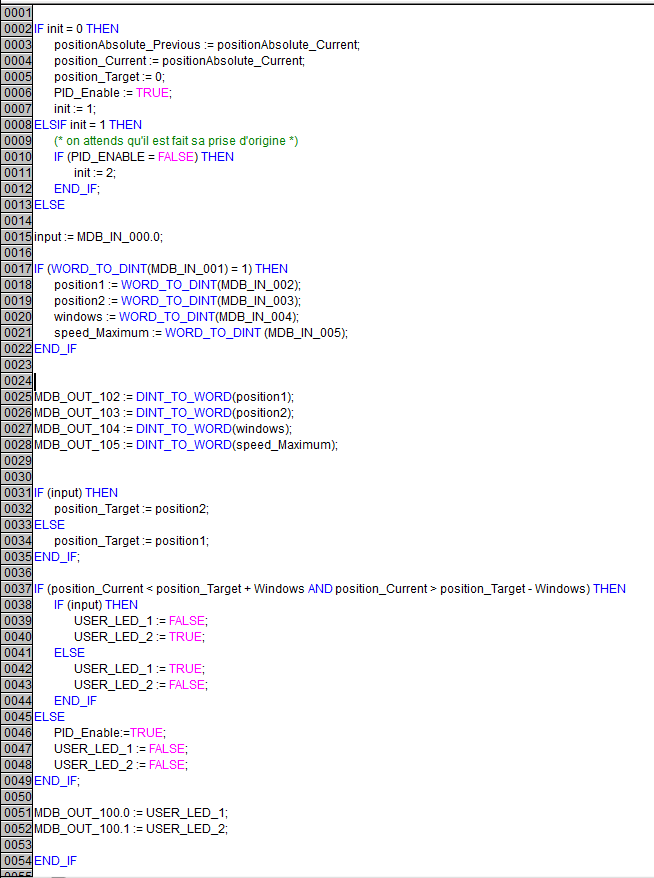 0001
0002 IF init = 0 THEN
0003 positionAbsolute_Previous := positionAbsolute_Current;
0004 position_Current := positionAbsolute_Current;
0005 position_Target := 0;
0006 PID_Enable := TRUE;
0007 init := 1;
0008 ELSIF init = 1 THEN
0009 (* on attends qu'il est fait sa prise d'origine *)
0010 IF (PID_ENABLE = FALSE) THEN
0011 init := 2;
0012 END_IF;
0013 ELSE
0014
0015 input := MDB_IN_000.0;
0016
0017 IF (WORD_TO_DINT(MDB_IN_001) = 1) THEN
0018 position1 := WORD_TO_DINT(MDB_IN_002);
0019 position2 := WORD_TO_DINT(MDB_IN_003);
0020 windows := WORD_TO_DINT(MDB_IN_004);
0021 speed_Maximum := WORD_TO_DINT (MDB_IN_005);
0022 END_IF
0023
0024
0025 MDB_OUT_102 := DINT_TO_WORD(position1);
0026 MDB_OUT_103 := DINT_TO_WORD(position2);
0027 MDB_OUT_104 := DINT_TO_WORD(windows);
0028 MDB_OUT_105 := DINT_TO_WORD(speed_Maximum);
0029
0030
0031 IF (input) THEN
0032 position_Target := position2;
0033 ELSE
0034 position_Target := position1;
0035 END_IF;
0036
0037 IF (position_Current < position_Target + Windows AND position_Current > position_Target - Windows) THEN
0038 IF (input) THEN
0039 USER_LED_1 := FALSE;
0040 USER_LED_2 := TRUE;
0041 ELSE
0042 USER_LED_1 := TRUE;
0043 USER_LED_2 := FALSE;
0044 END_IF
0045 ELSE
0046 PID_Enable:=TRUE;
0047 USER_LED_1 := FALSE;
0048 USER_LED_2 := FALSE;
0049 END_IF;
0050
0051 MDB_OUT_100.0 := USER_LED_1;
0052 MDB_OUT_100.1 := USER_LED_2;
0053
0054 END_IF
0055